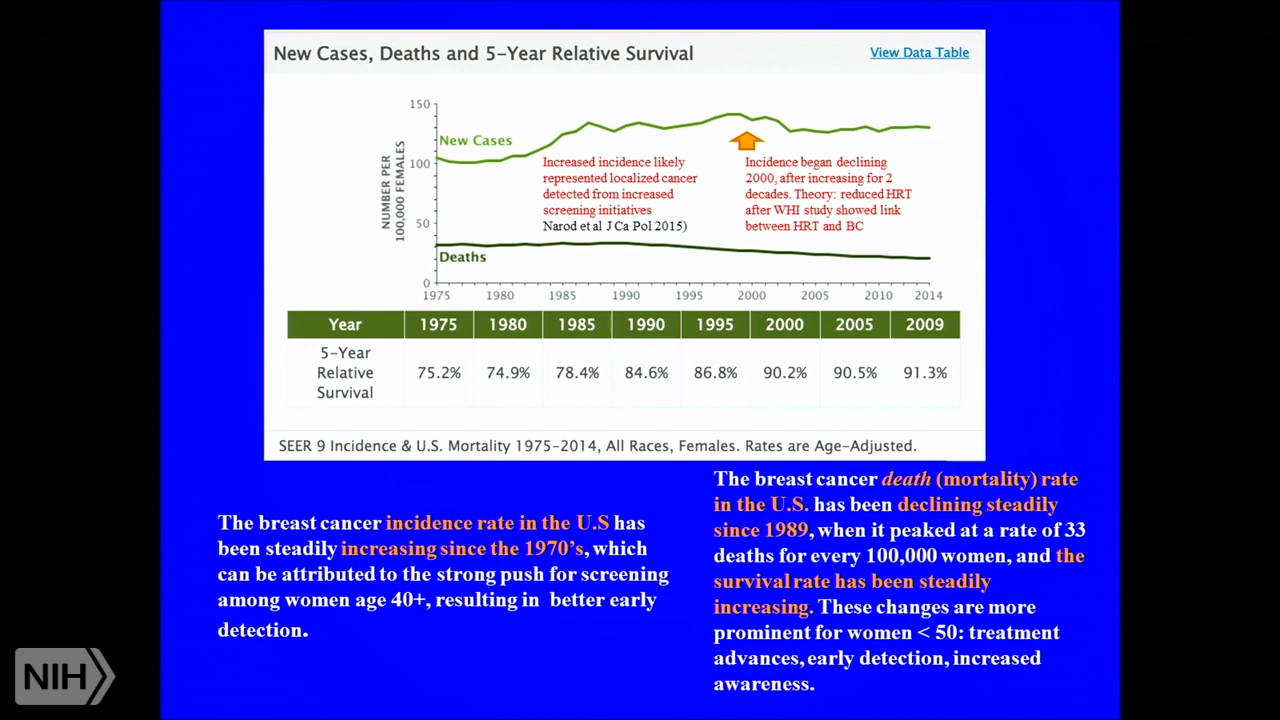 New Cases, Deaths and 5-Year Relative Survival
View Data Table
NUMBER PER
100,000 FEMALES
150
100
50
0
New Cases
Increased incidence likely
represented localized cancer
detected from increased
screening initiatives
Narod et al J Ca Pol 2015)
Incidence began declining
2000, after increasing for 2
decades. Theory: reduced HRT
after WHI study showed link
between HRT and BC
Deaths
1975 1980 1985 1990 1995 2000 2005 2010 2014
Year 1975 1980 1985 1990 1995 2000 2005 2009
5-Year
Relative
Survival
75.2% 74.9% 78.4% 84.6% 86.8% 90.2% 90.5% 91.3%
SEER 9 Incidence & U.S. Mortality 1975-2014, All Races, Females. Rates are Age-Adjusted.
The breast cancer incidence rate in the U.S has
been steadily increasing since the 1970's, which
can be attributed to the strong push for screening
among women age 40+, resulting in better early
detection.
The breast cancer death (mortality) rate
in the U.S. has been declining steadily
since 1989, when it peaked at a rate of 33
deaths for every 100,000 women, and the
survival rate has been steadily
increasing. These changes are more
prominent for women < 50: treatment
advances, early detection, increased
awareness.
NIH